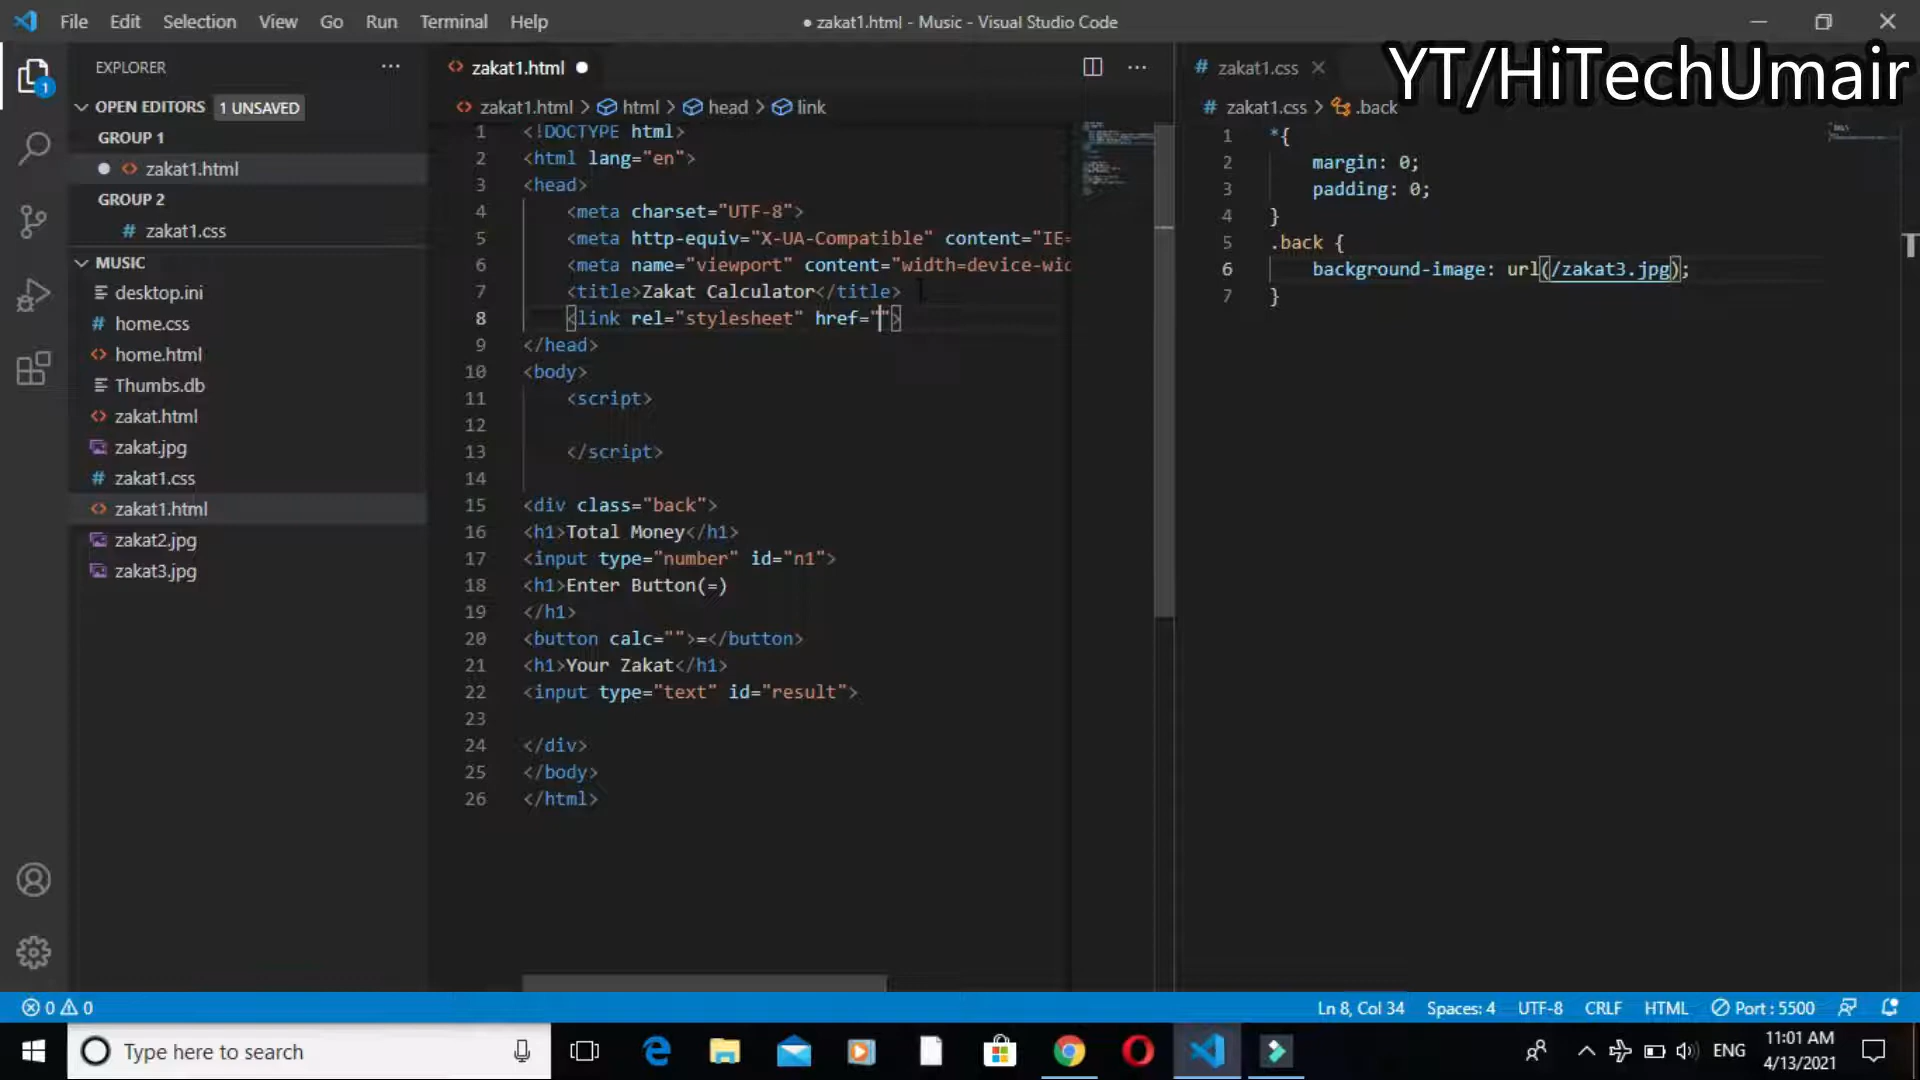 File Edit Selection View Go Run Terminal Help
● zakat1.html - Music - Visual Studio Code
YT/HiTechUmair
EXPLORER
OPEN EDITORS 1 UNSAVED
GROUP 1
zakat1.html
GROUP 2
zakat1.css
MUSIC
desktop.ini
home.css
home.html
Thumbs.db
zakat.html
zakat.jpg
zakat1.css
zakat1.html
zakat2.jpg
zakat3.jpg
zakat1.html
zakat1.html > html > head > link
1 <!DOCTYPE html>
2 <html lang="en">
3 <head>
4 <meta charset="UTF-8">
5 <meta http-equiv="X-UA-Compatible" content="IE=
6 <meta name="viewport" content="width=device-wid
7 <title>Zakat Calculator</title>
8 <link rel="stylesheet" href="">
9 </head>
10 <body>
11 <script>
12
13 </script>
14
15 <div class="back">
16 <h1>Total Money</h1>
17 <input type="number" id="n1">
18 <h1>Enter Button(=)
19 </h1>
20 <button calc="">=</button>
21 <h1>Your Zakat</h1>
22 <input type="text" id="result">
23
24 </div>
25 </body>
26 </html>
zakat1.css
zakat1.css > .back
1 *{
2 margin: 0;
3 padding: 0;
4 }
5 .back {
6 background-image: url(/zakat3.jpg);
7 }
0 0 Ln 8, Col 34 Spaces: 4 UTF-8 CRLF HTML Port : 5500
Type here to search
ENG
11:01 AM
4/13/2021